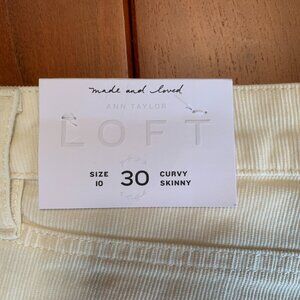 made and loved
ANN TAYLOR
LOFT
SIZE 10
30
CURVY SKINNY